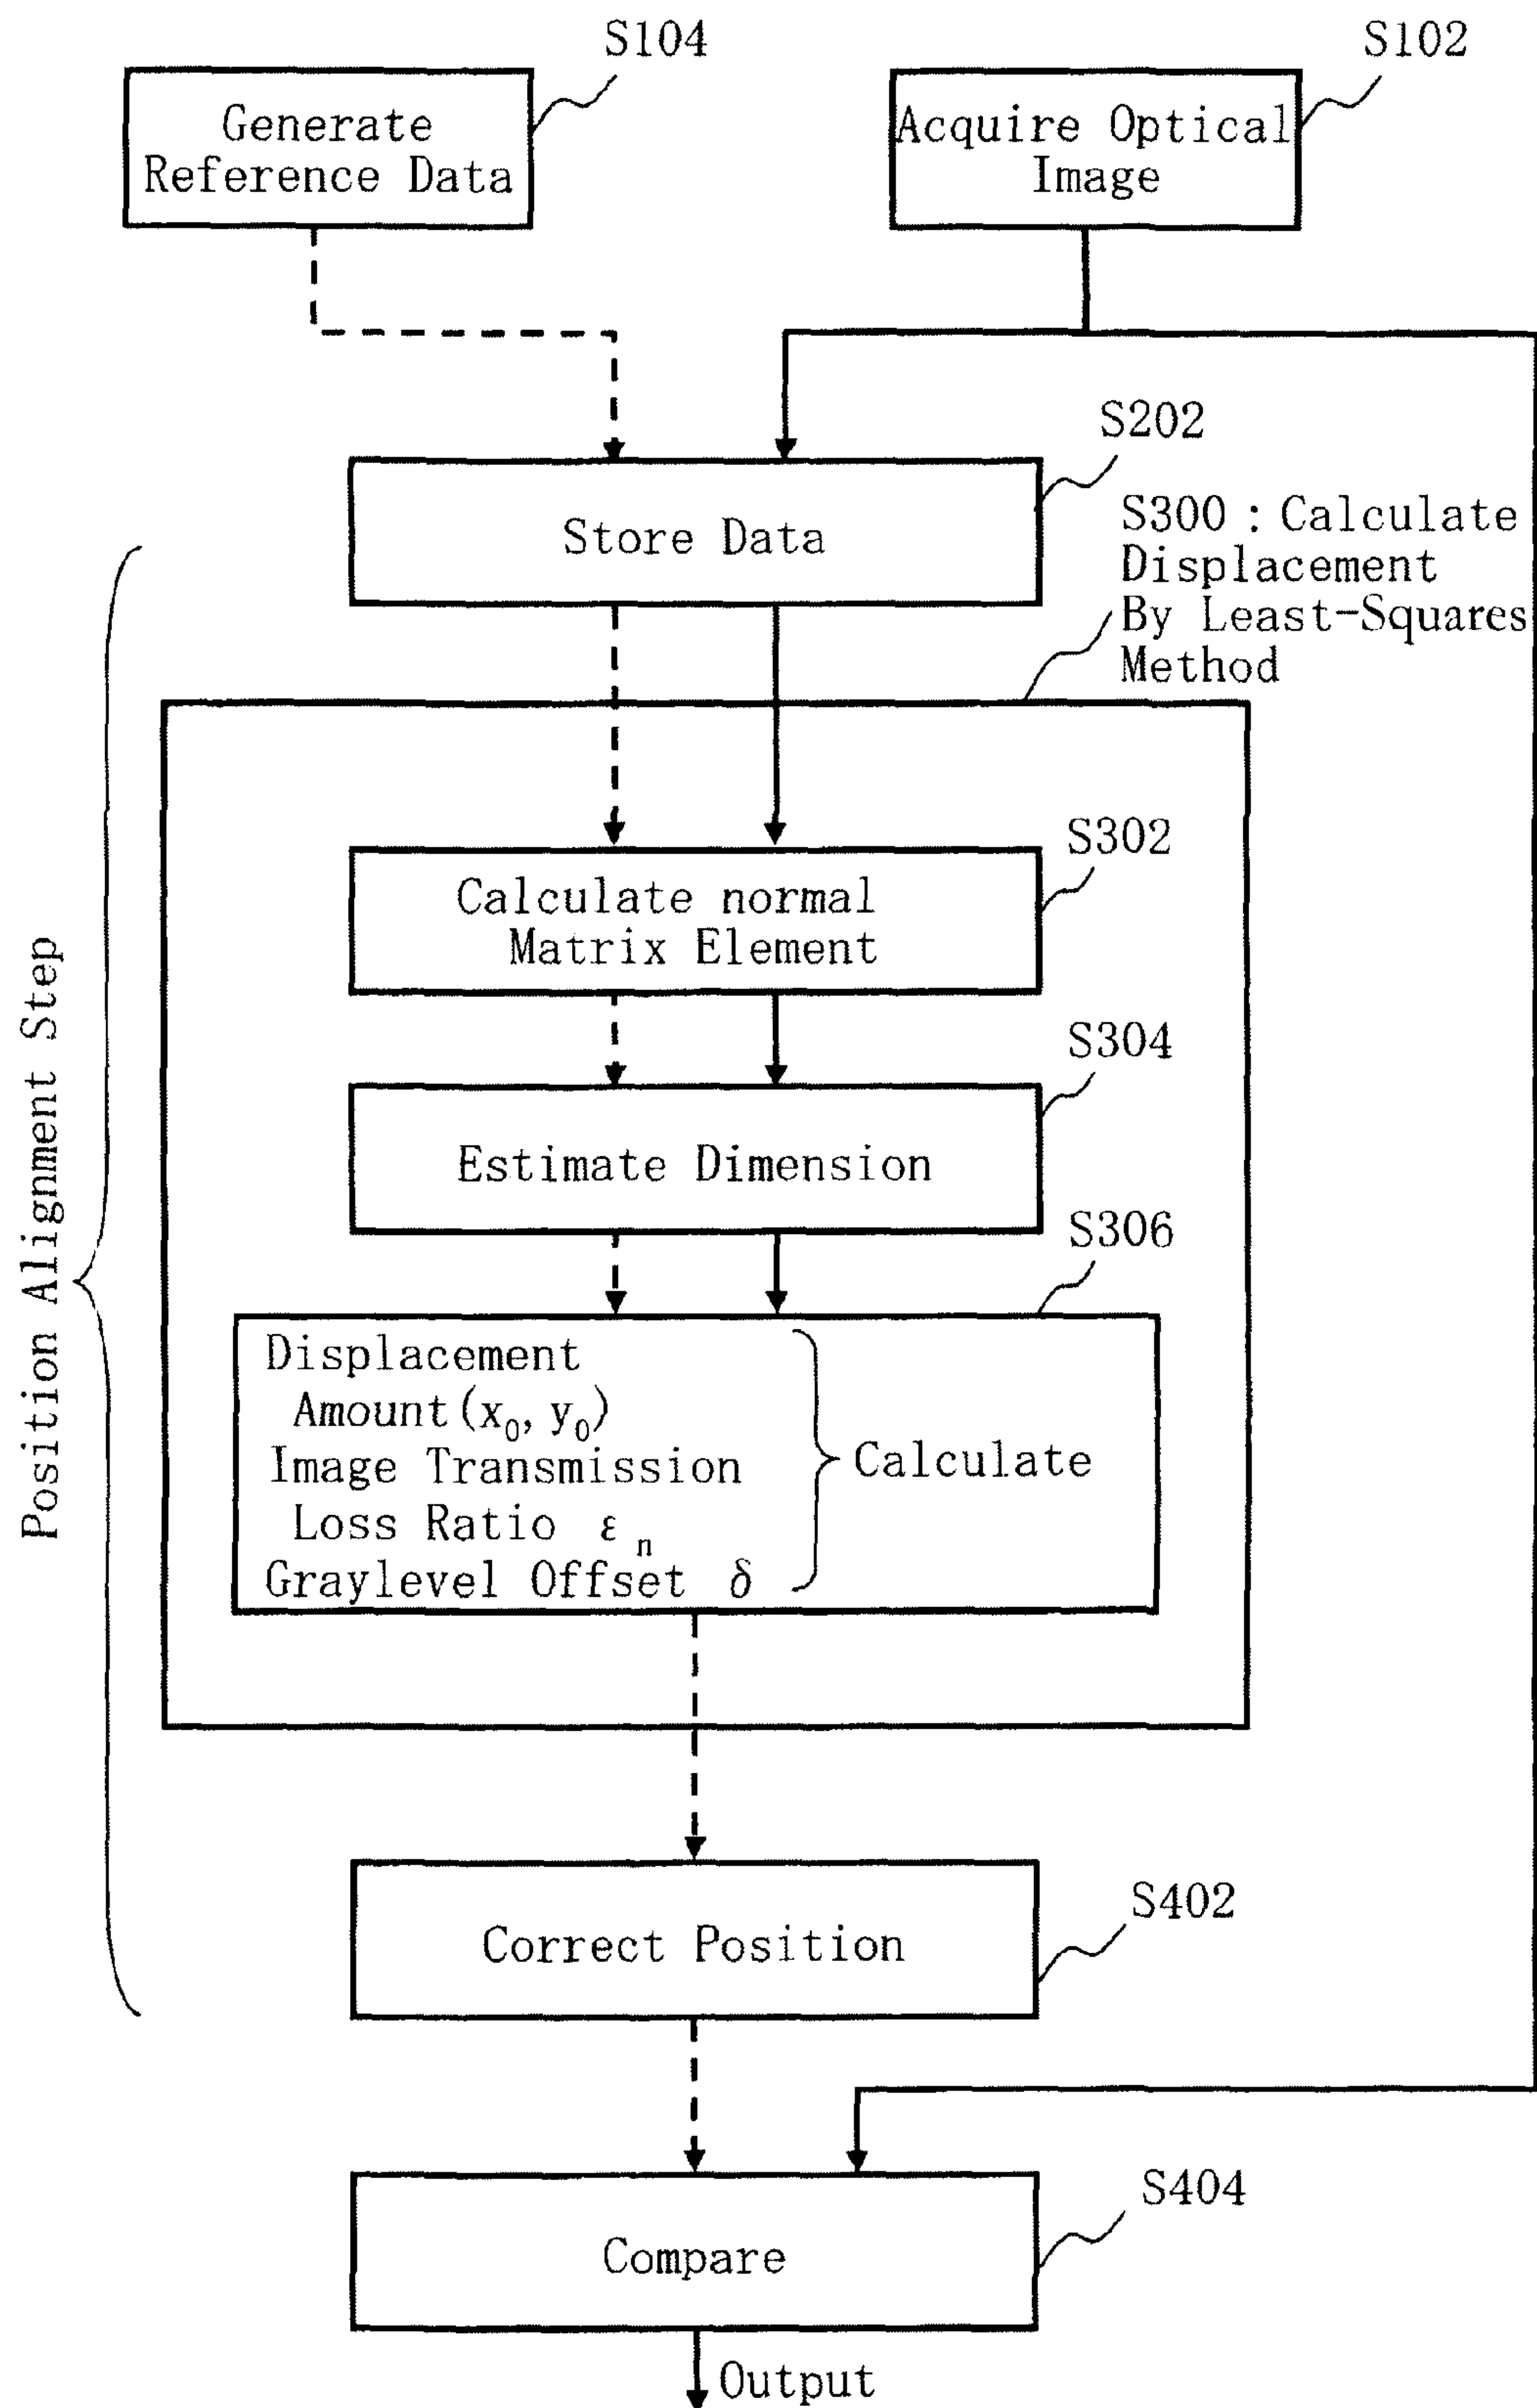 S104
Generate
Reference Data
S102
Acquire Optical
Image
S202
Store Data
S300 : Calculate
Displacement
By Least-Squares
Method
S302
Calculate normal
Matrix Element
S304
Estimate Dimension
S306
Displacement
Amount(x₀, y₀)
Image Transmission
Loss Ratio εₙ
Graylevel Offset δ
Calculate
Position Alignment Step
S402
Correct Position
S404
Compare
Output